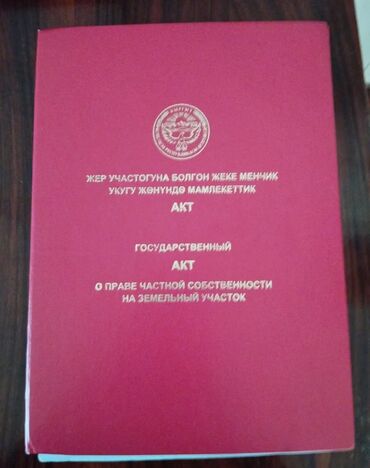 ЖЕР УЧАСТОГУНА БОЛГОН ЖЕКЕ МЕНЧИК
УКУГУ ЖӨНҮНДӨ МАМЛЕКЕТТИК
АКТ
ГОСУДАРСТВЕННЫЙ
АКТ
О ПРАВЕ ЧАСТНОЙ СОБСТВЕННОСТИ
НА ЗЕМЕЛЬНЫЙ УЧАСТОК